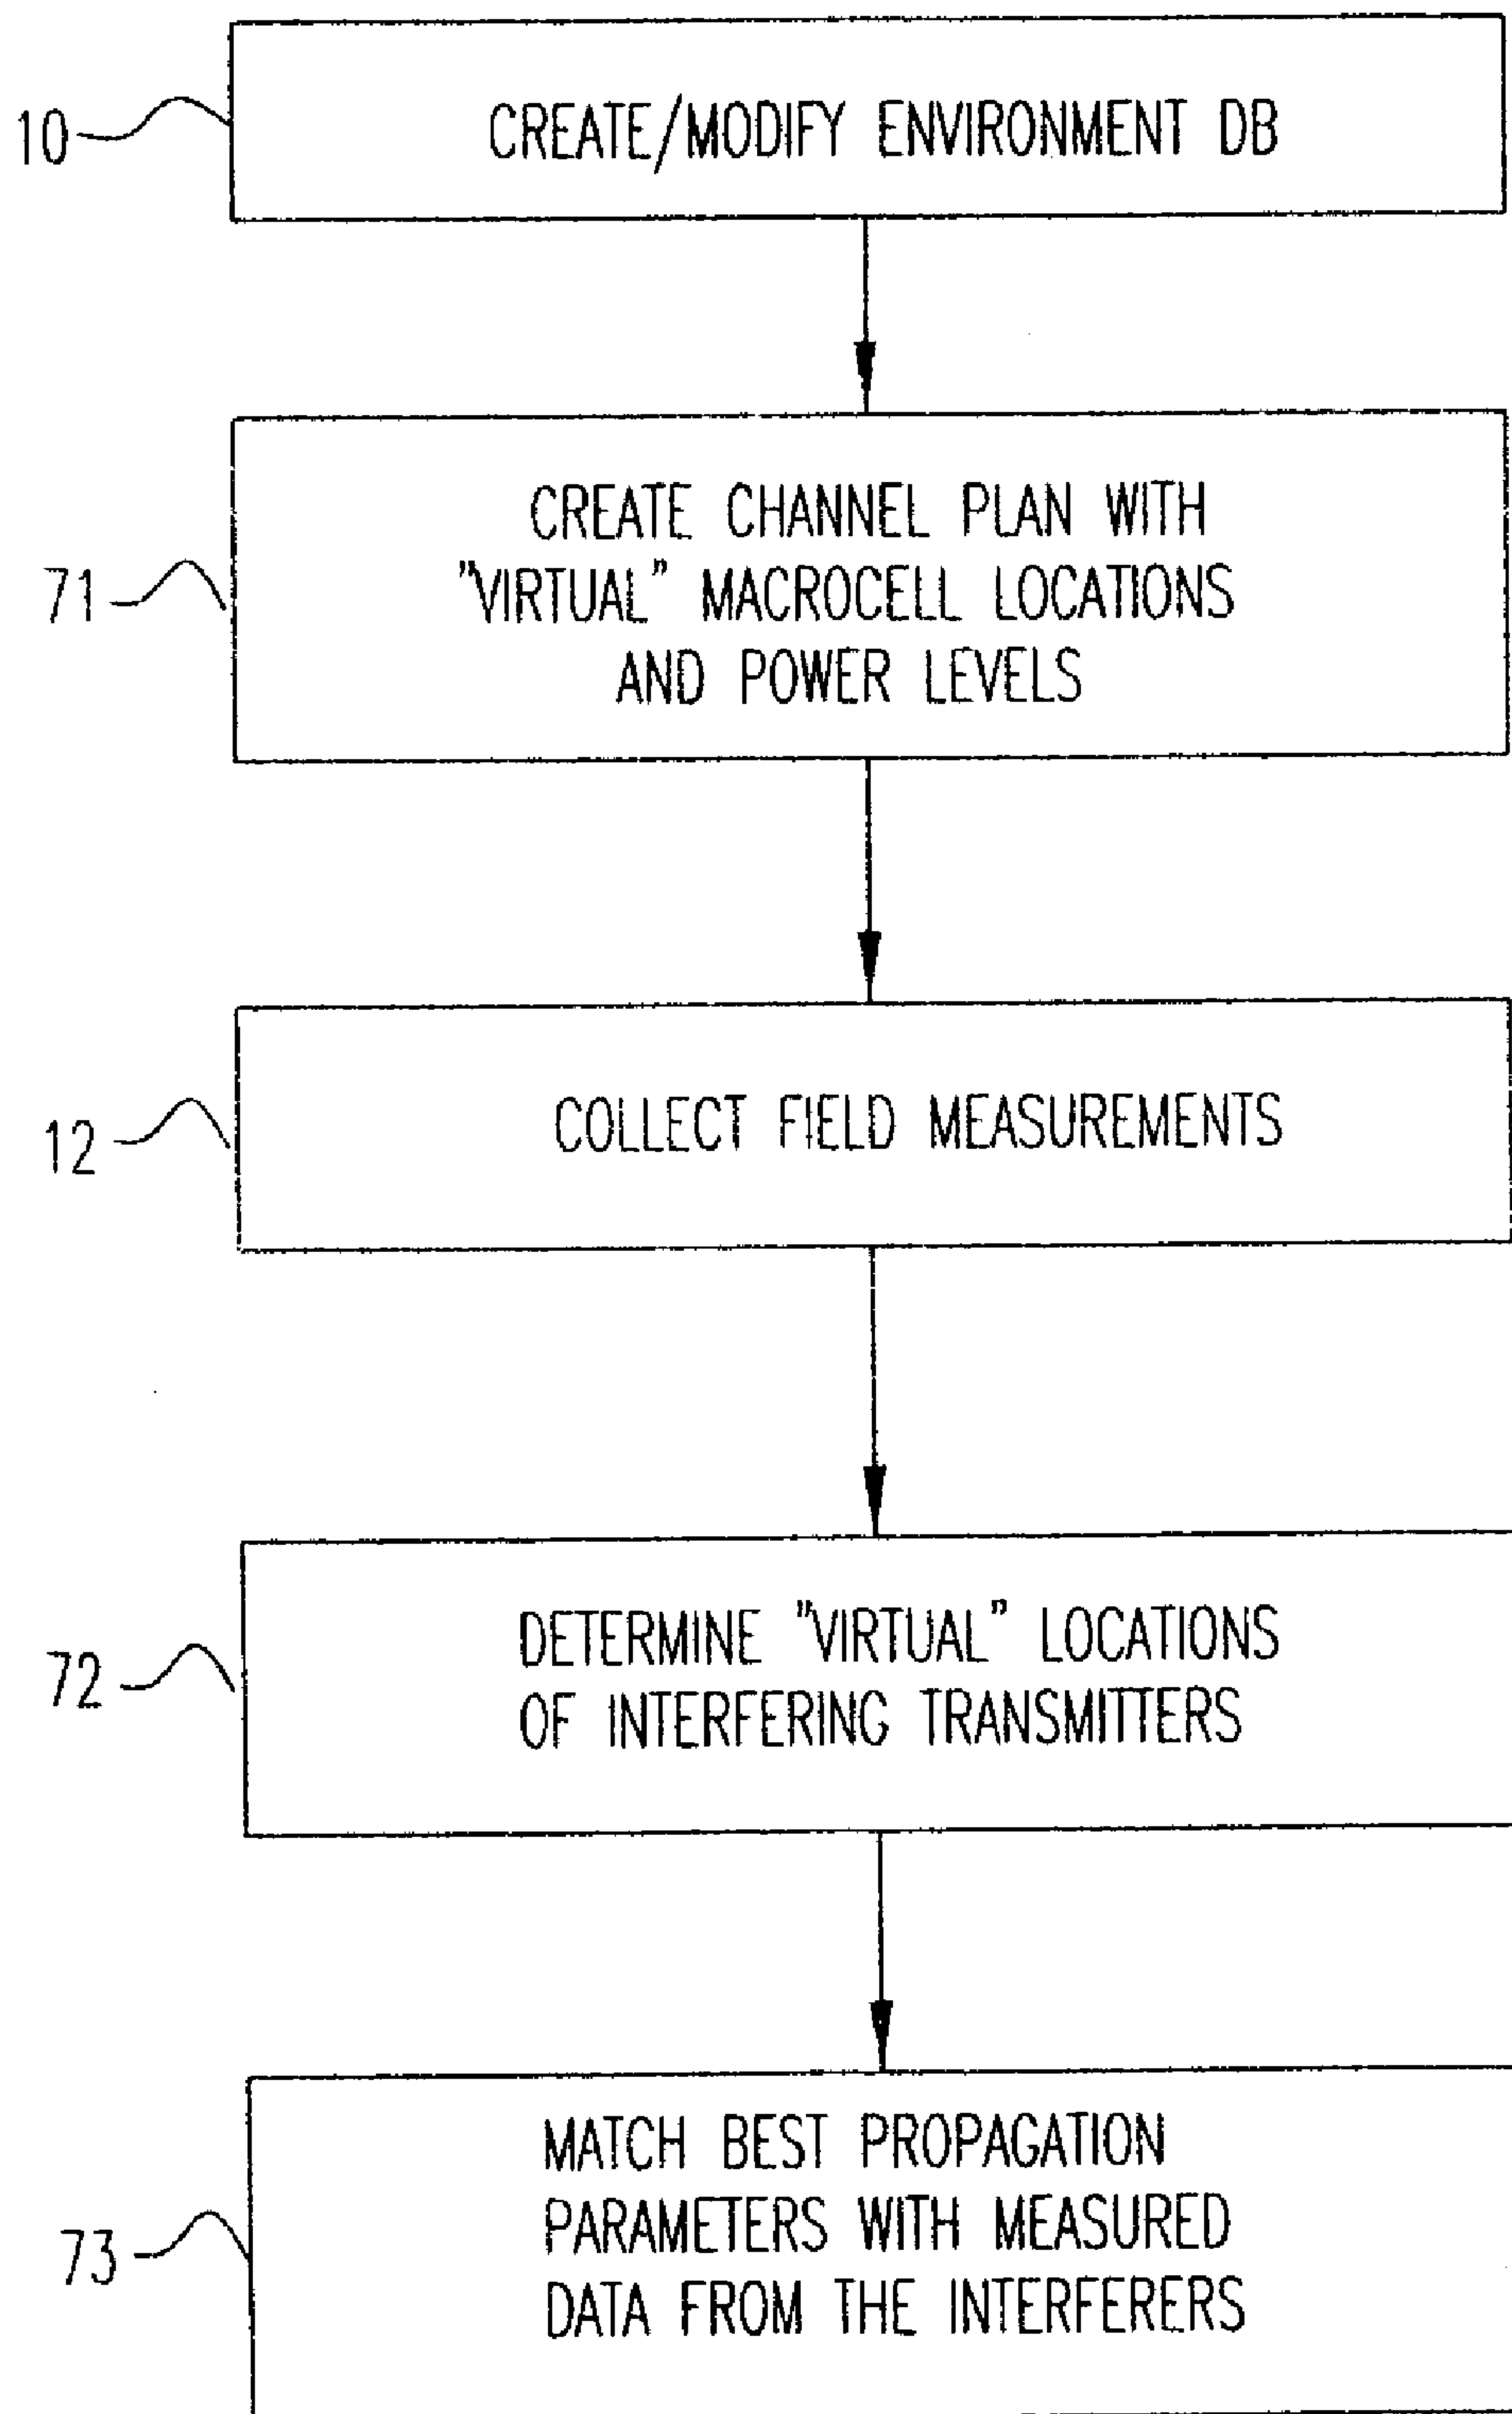 10
CREATE/MODIFY ENVIRONMENT DB
71
CREATE CHANNEL PLAN WITH
"VIRTUAL" MACROCELL LOCATIONS
AND POWER LEVELS
12
COLLECT FIELD MEASUREMENTS
72
DETERMINE "VIRTUAL" LOCATIONS
OF INTERFERING TRANSMITTERS
73
MATCH BEST PROPAGATION
PARAMETERS WITH MEASURED
DATA FROM THE INTERFERERS